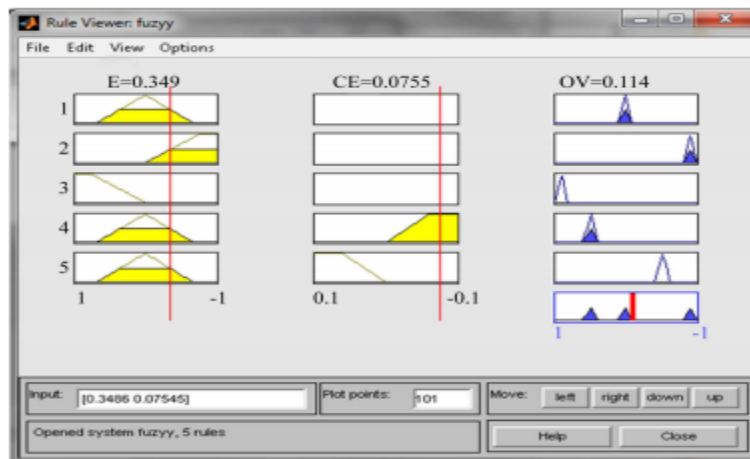 Rule Viewer: fuzyy
File Edit View Options
E=0.349 CE=0.0755 OV=0.114
1
2
3
4
5
1 -1 0.1 -0.1
1 -1
Input: [0.3486 0.07545] Plot points: 101 Move: left right down up
Opened system fuzyy, 5 rules Help Close